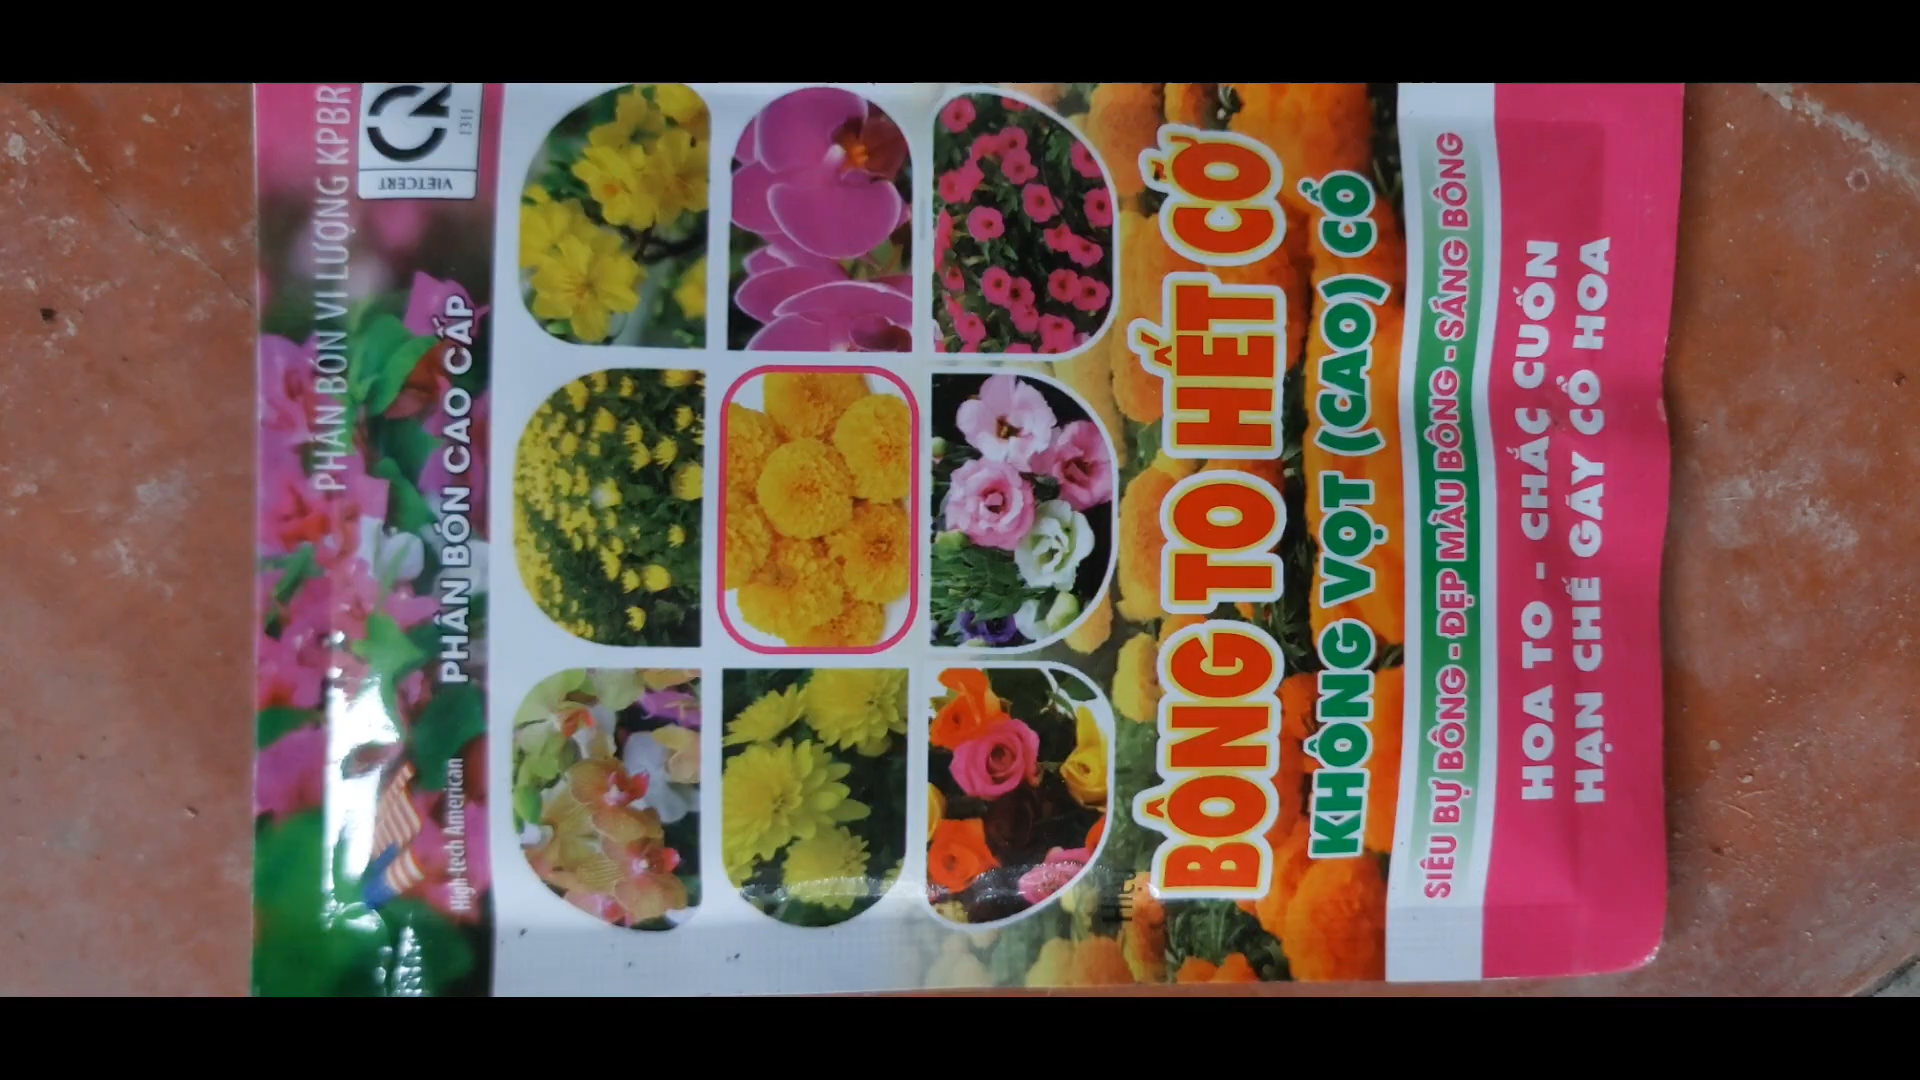 PHÂN BÓN VI LƯỢNG KPBR
VIETCERT
1311
PHÂN BÓN CAO CẤP
High-tech American
Hiệu
BÔNG TO HẾT CỠ
KHÔNG VỌT (CAO) CỔ
SIÊU BỰ BÔNG - ĐẸP MÀU BÔNG - SÁNG BÔNG
HOA TO - CHẮC CUỐN
HẠN CHẾ GÃY CỔ HOA